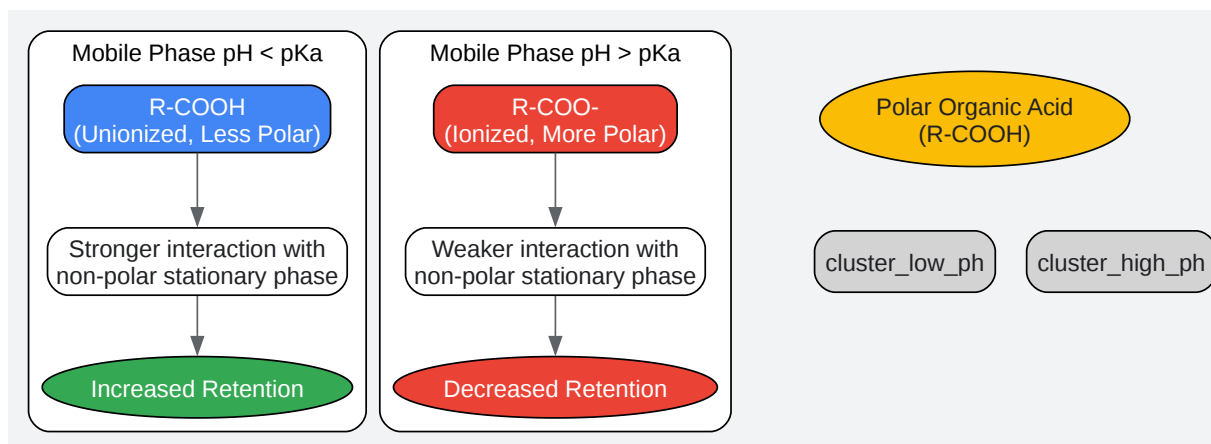 Mobile Phase pH < pKa
R-COOH
(Unionized, Less Polar)
Stronger interaction with
non-polar stationary phase
Increased Retention
Mobile Phase pH > pKa
R-COO-
(Ionized, More Polar)
Weaker interaction with
non-polar stationary phase
Decreased Retention
Polar Organic Acid
(R-COOH)
cluster_low_ph
cluster_high_ph